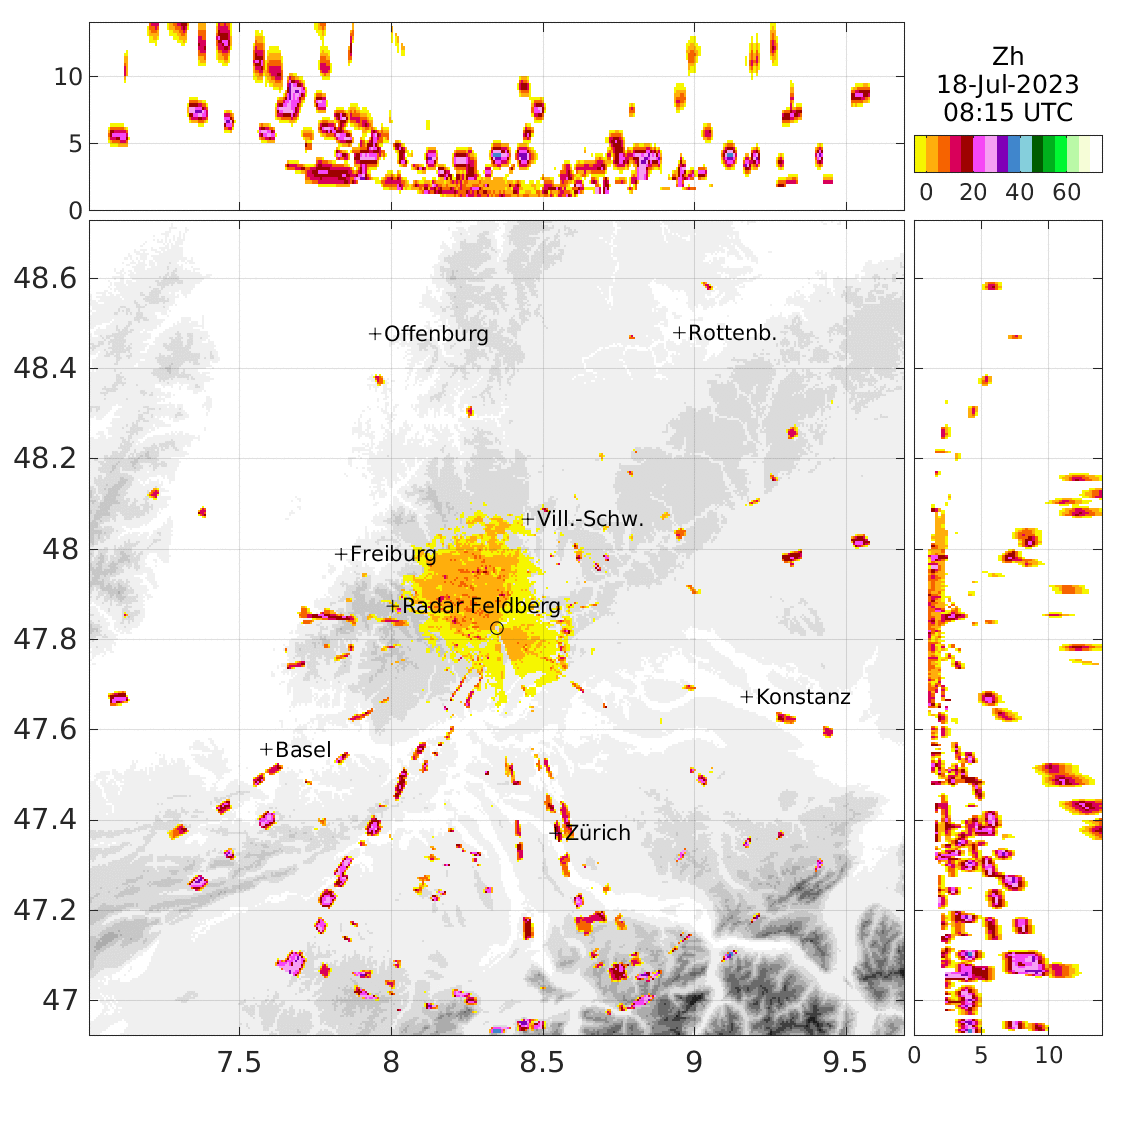 10
5
0
Zh
18-Jul-2023
08:15 UTC
0 20 40 60
48.6
48.4
48.2
48
47.8
47.6
47.4
47.2
47
+Offenburg
+Rottenb.
+Vill.-Schw.
+Freiburg
+Radar Feldberg
+Konstanz
+Basel
+Zürich
7.5 8 8.5 9 9.5
0 5 10